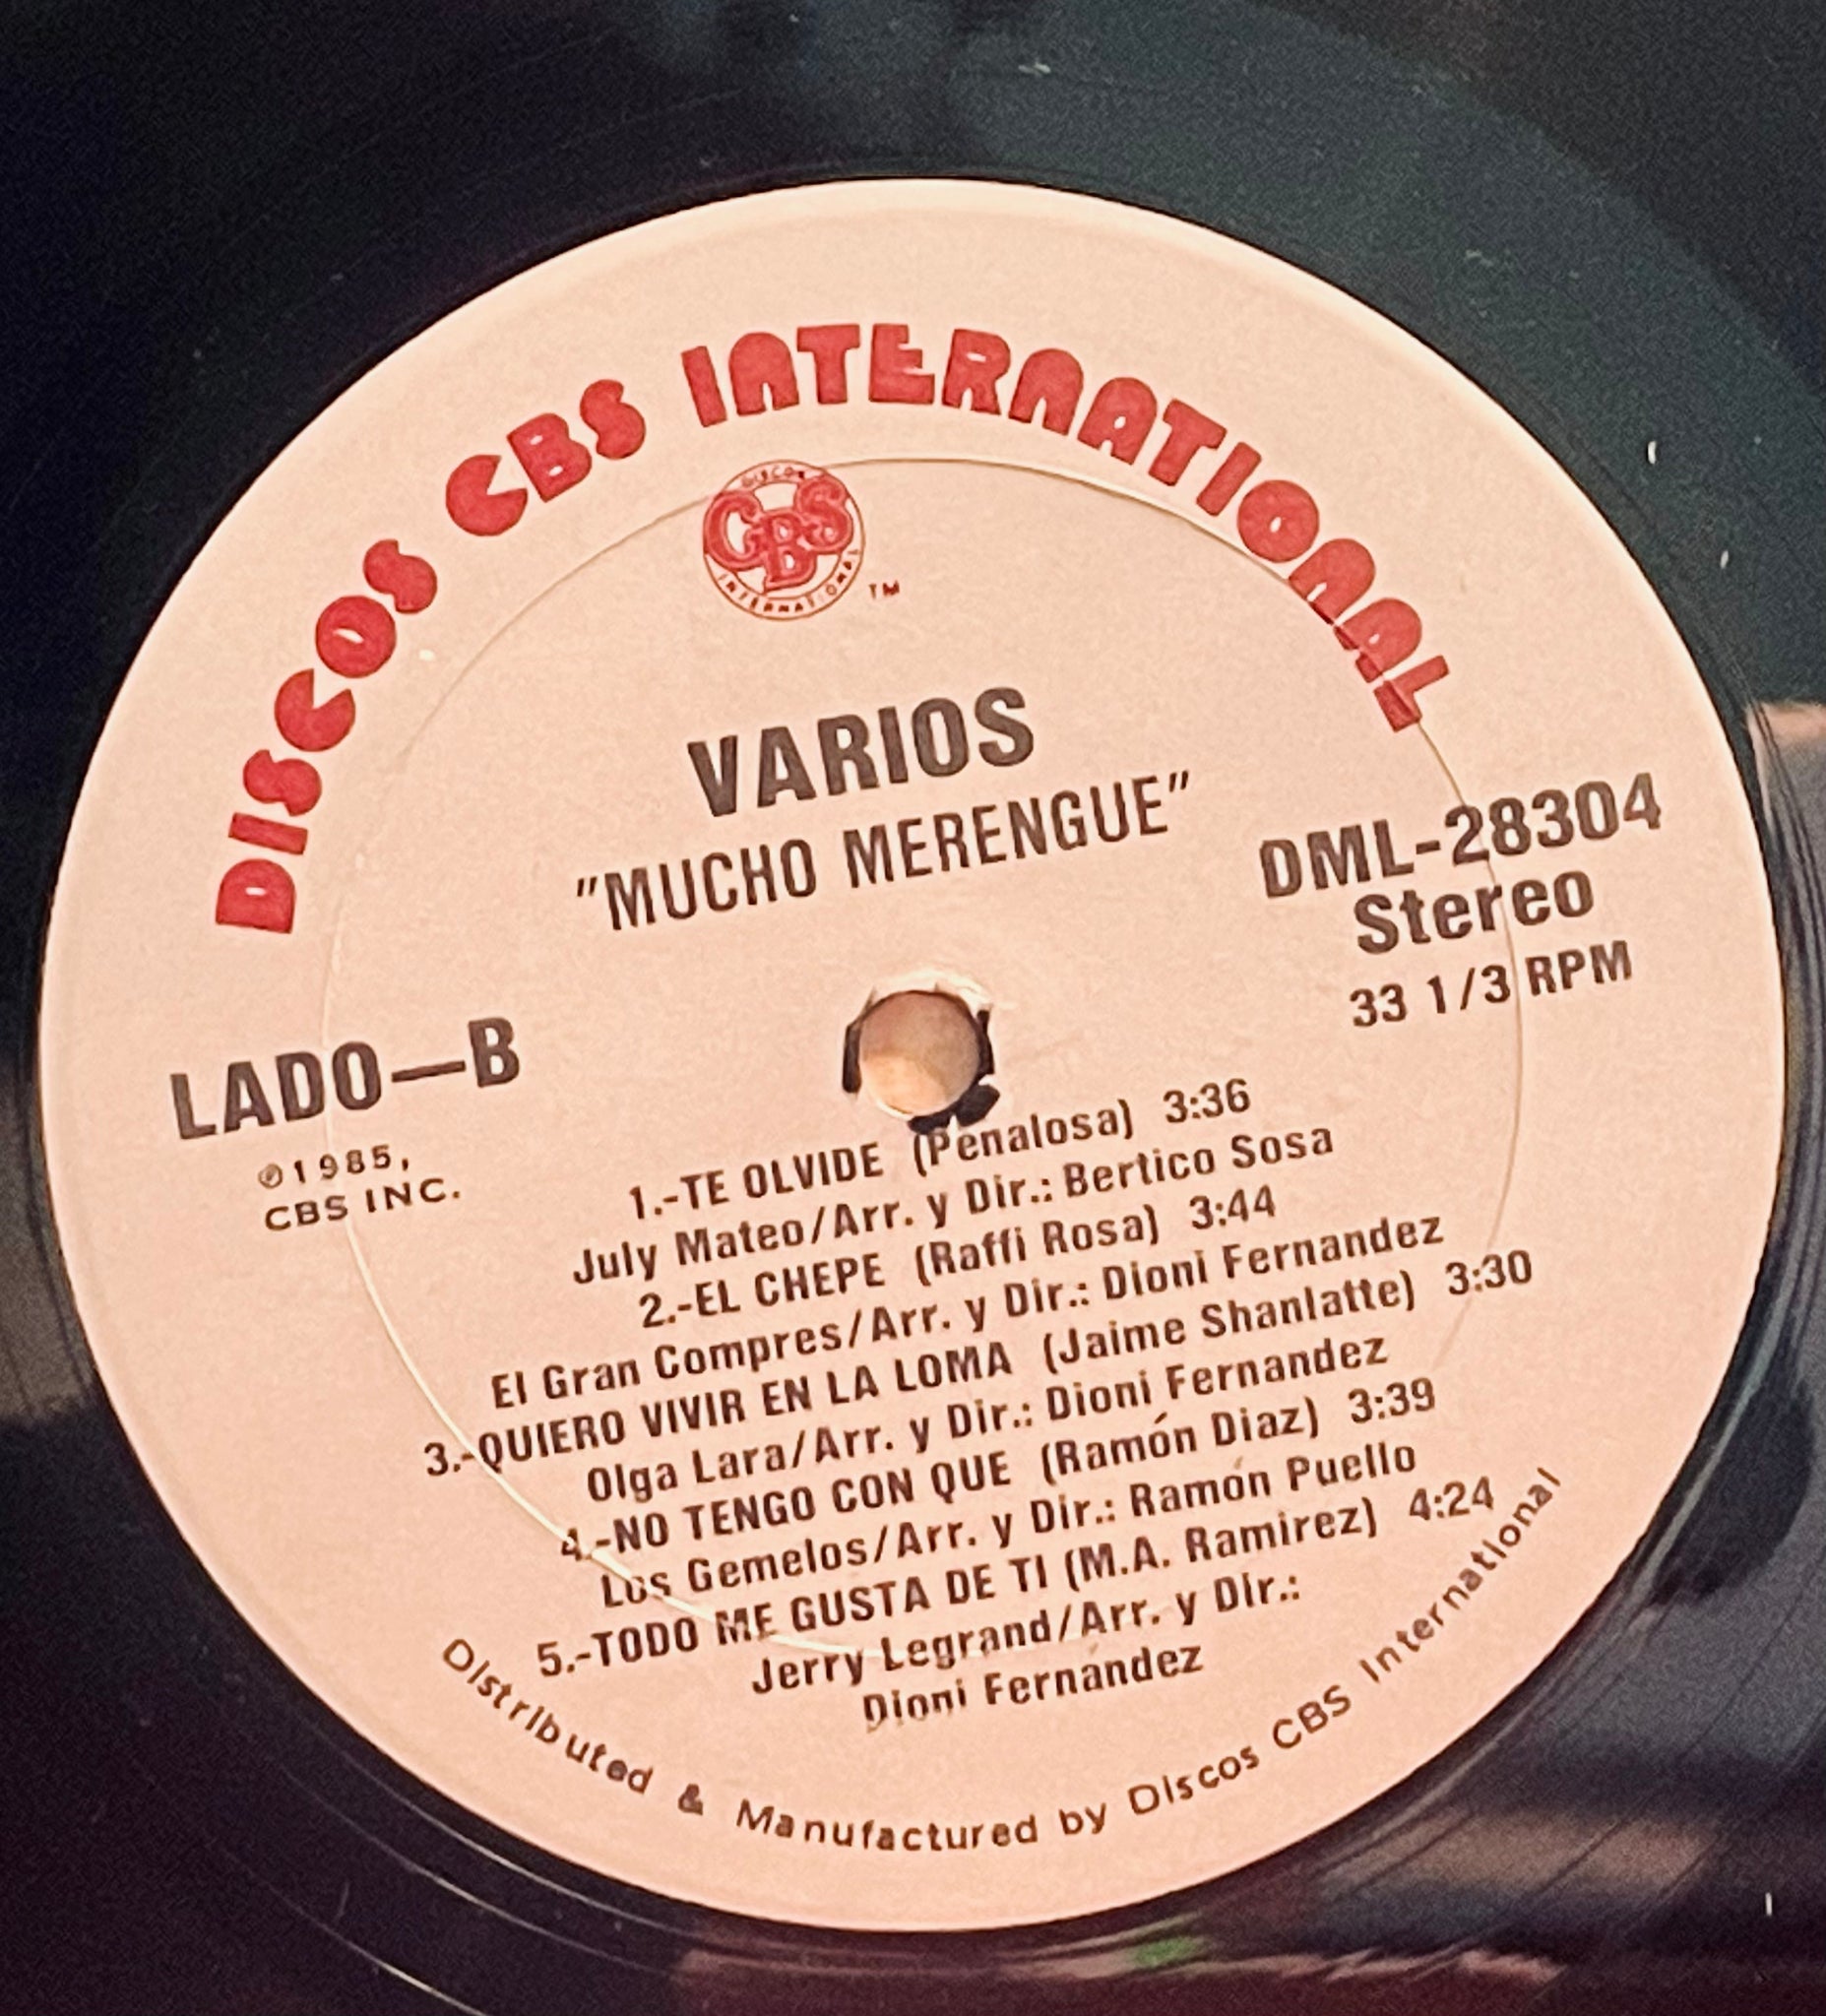 DISCOS CBS INTERNATIONAL
DISCOS
CBS
INTERNATIONAL
TM
VARIOS
"MUCHO MERENGUE"
DML-28304
Stereo
33 1/3 RPM
LADO—B
℗1985,
CBS INC.
1.-TE OLVIDE (Penalosa) 3:36
July Mateo/Arr. y Dir.: Bertico Sosa
2.-EL CHEPE (Raffi Rosa) 3:44
El Gran Compres/Arr. y Dir.: Dioni Fernandez
3.-QUIERO VIVIR EN LA LOMA (Jaime Shanlatte) 3:30
Olga Lara/Arr. y Dir.: Dioni Fernandez
4.-NO TENGO CON QUE (Ramón Diaz) 3:39
Los Gemelos/Arr. y Dir.: Ramón Puello
5.-TODO ME GUSTA DE TI (M.A. Ramirez) 4:24
Jerry Legrand/Arr. y Dir.:
Dioni Fernandez
Distributed & Manufactured by Discos CBS International